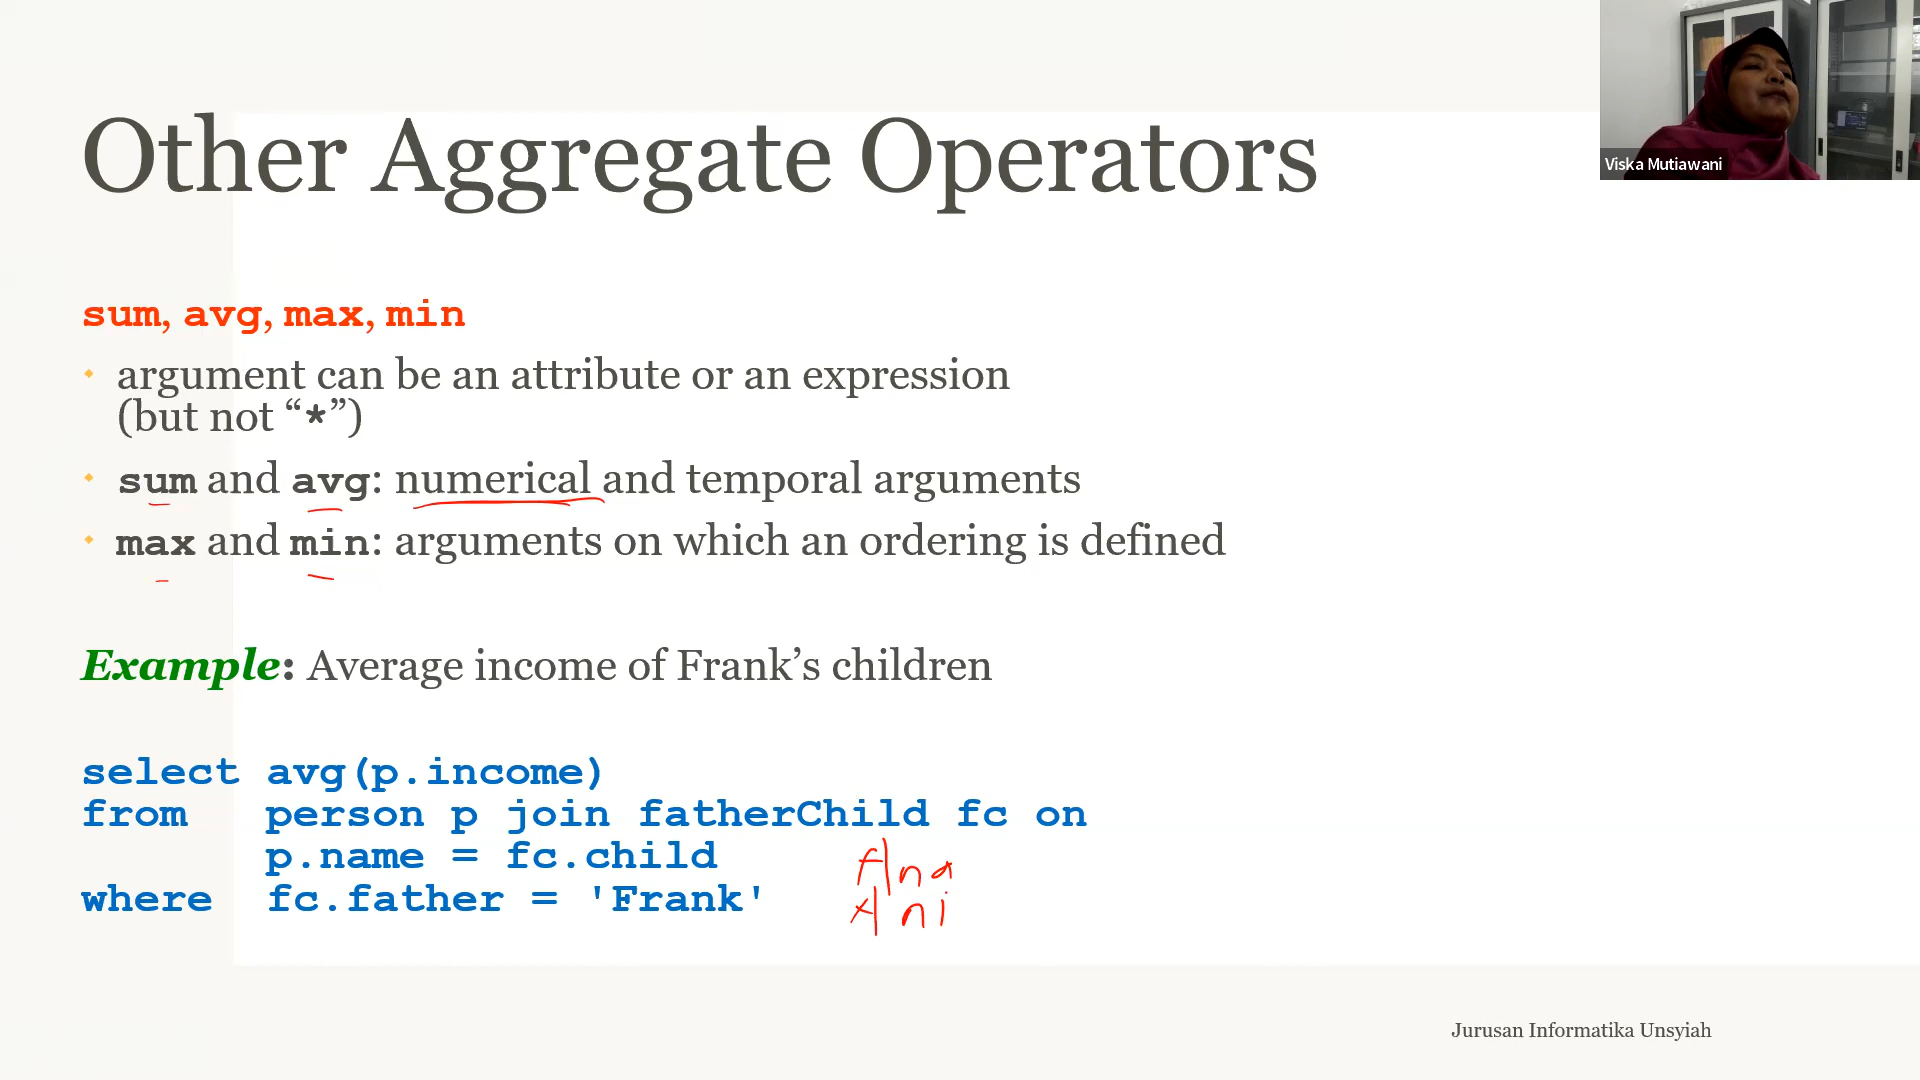 Viska Mutiawani
Other Aggregate Operators
sum, avg, max, min
argument can be an attribute or an expression
(but not “*”)
sum and avg: numerical and temporal arguments
max and min: arguments on which an ordering is defined
Example: Average income of Frank’s children
select avg(p.income)
from person p join fatherChild fc on
p.name = fc.child
where fc.father = 'Frank'
Ana
Ani
Jurusan Informatika Unsyiah